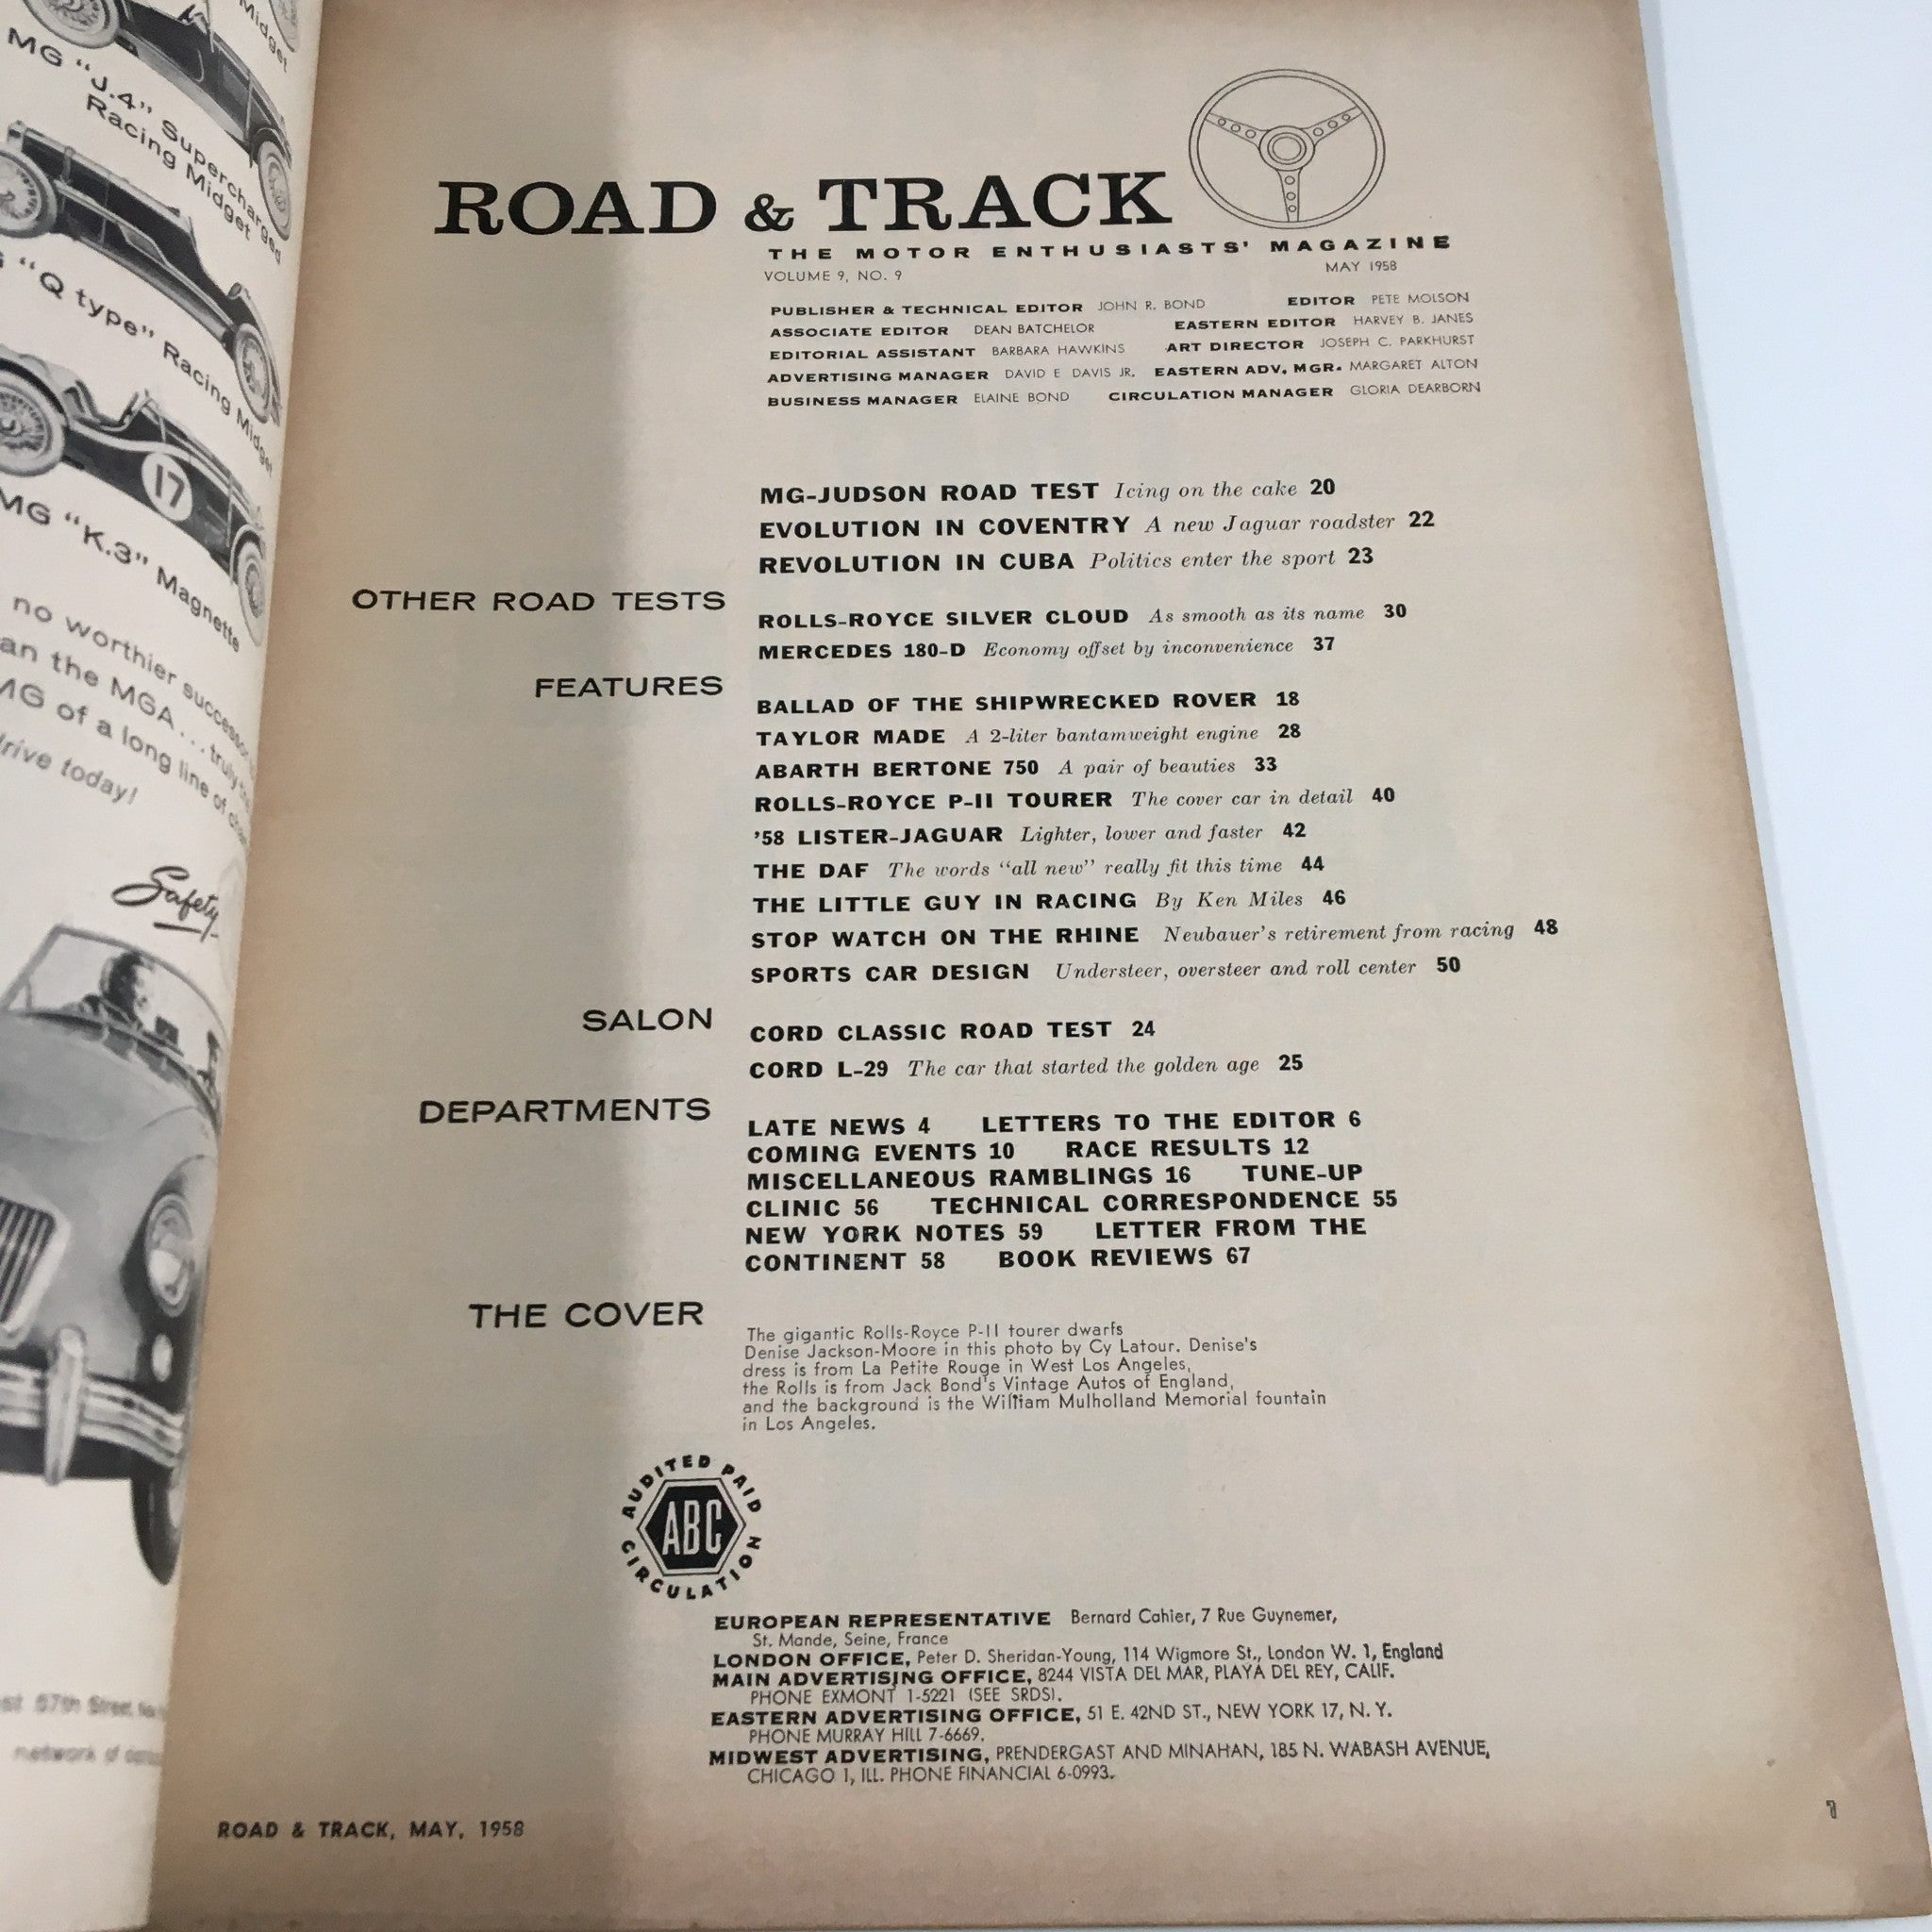 Midget
MG "J.4" Supercharged
Racing Midget
"Q type" Racing Midget
17
MG "K.3" Magnette
no worthier successor
an the MGA... truly the
MG of a long line of
drive today!
Safety
57th Street,
network of
ROAD & TRACK
THE MOTOR ENTHUSIASTS' MAGAZINE
VOLUME 9, NO. 9 MAY 1958
PUBLISHER & TECHNICAL EDITOR JOHN R. BOND EDITOR PETE MOLSON
ASSOCIATE EDITOR DEAN BATCHELOR EASTERN EDITOR HARVEY B. JANES
EDITORIAL ASSISTANT BARBARA HAWKINS ART DIRECTOR JOSEPH C. PARKHURST
ADVERTISING MANAGER DAVID E DAVIS JR. EASTERN ADV. MGR. MARGARET ALTON
BUSINESS MANAGER ELAINE BOND CIRCULATION MANAGER GLORIA DEARBORN
MG-JUDSON ROAD TEST Icing on the cake 20
EVOLUTION IN COVENTRY A new Jaguar roadster 22
REVOLUTION IN CUBA Politics enter the sport 23
OTHER ROAD TESTS
ROLLS-ROYCE SILVER CLOUD As smooth as its name 30
MERCEDES 180-D Economy offset by inconvenience 37
FEATURES
BALLAD OF THE SHIPWRECKED ROVER 18
TAYLOR MADE A 2-liter bantamweight engine 28
ABARTH BERTONE 750 A pair of beauties 33
ROLLS-ROYCE P-II TOURER The cover car in detail 40
'58 LISTER-JAGUAR Lighter, lower and faster 42
THE DAF The words "all new" really fit this time 44
THE LITTLE GUY IN RACING By Ken Miles 46
STOP WATCH ON THE RHINE Neubauer's retirement from racing 48
SPORTS CAR DESIGN Understeer, oversteer and roll center 50
SALON
CORD CLASSIC ROAD TEST 24
CORD L-29 The car that started the golden age 25
DEPARTMENTS
LATE NEWS 4 LETTERS TO THE EDITOR 6
COMING EVENTS 10 RACE RESULTS 12
MISCELLANEOUS RAMBLINGS 16 TUNE-UP
CLINIC 56 TECHNICAL CORRESPONDENCE 55
NEW YORK NOTES 59 LETTER FROM THE
CONTINENT 58 BOOK REVIEWS 67
THE COVER
The gigantic Rolls-Royce P-II tourer dwarfs
Denise Jackson-Moore in this photo by Cy Latour. Denise's
dress is from La Petite Rouge in West Los Angeles,
the Rolls is from Jack Bond's Vintage Autos of England,
and the background is the William Mulholland Memorial fountain
in Los Angeles.
AUDITED PAID
ABC
CIRCULATION
EUROPEAN REPRESENTATIVE Bernard Cahier, 7 Rue Guynemer,
St. Mande, Seine, France
LONDON OFFICE, Peter D. Sheridan-Young, 114 Wigmore St., London W. 1, England
MAIN ADVERTISING OFFICE, 8244 VISTA DEL MAR, PLAYA DEL REY, CALIF.
PHONE EXMONT 1-5221 (SEE SRDS).
EASTERN ADVERTISING OFFICE, 51 E. 42ND ST., NEW YORK 17, N. Y.
PHONE MURRAY HILL 7-6669.
MIDWEST ADVERTISING, PRENDERGAST AND MINAHAN, 185 N. WABASH AVENUE,
CHICAGO 1, ILL. PHONE FINANCIAL 6-0993.
ROAD & TRACK, MAY, 1958
7